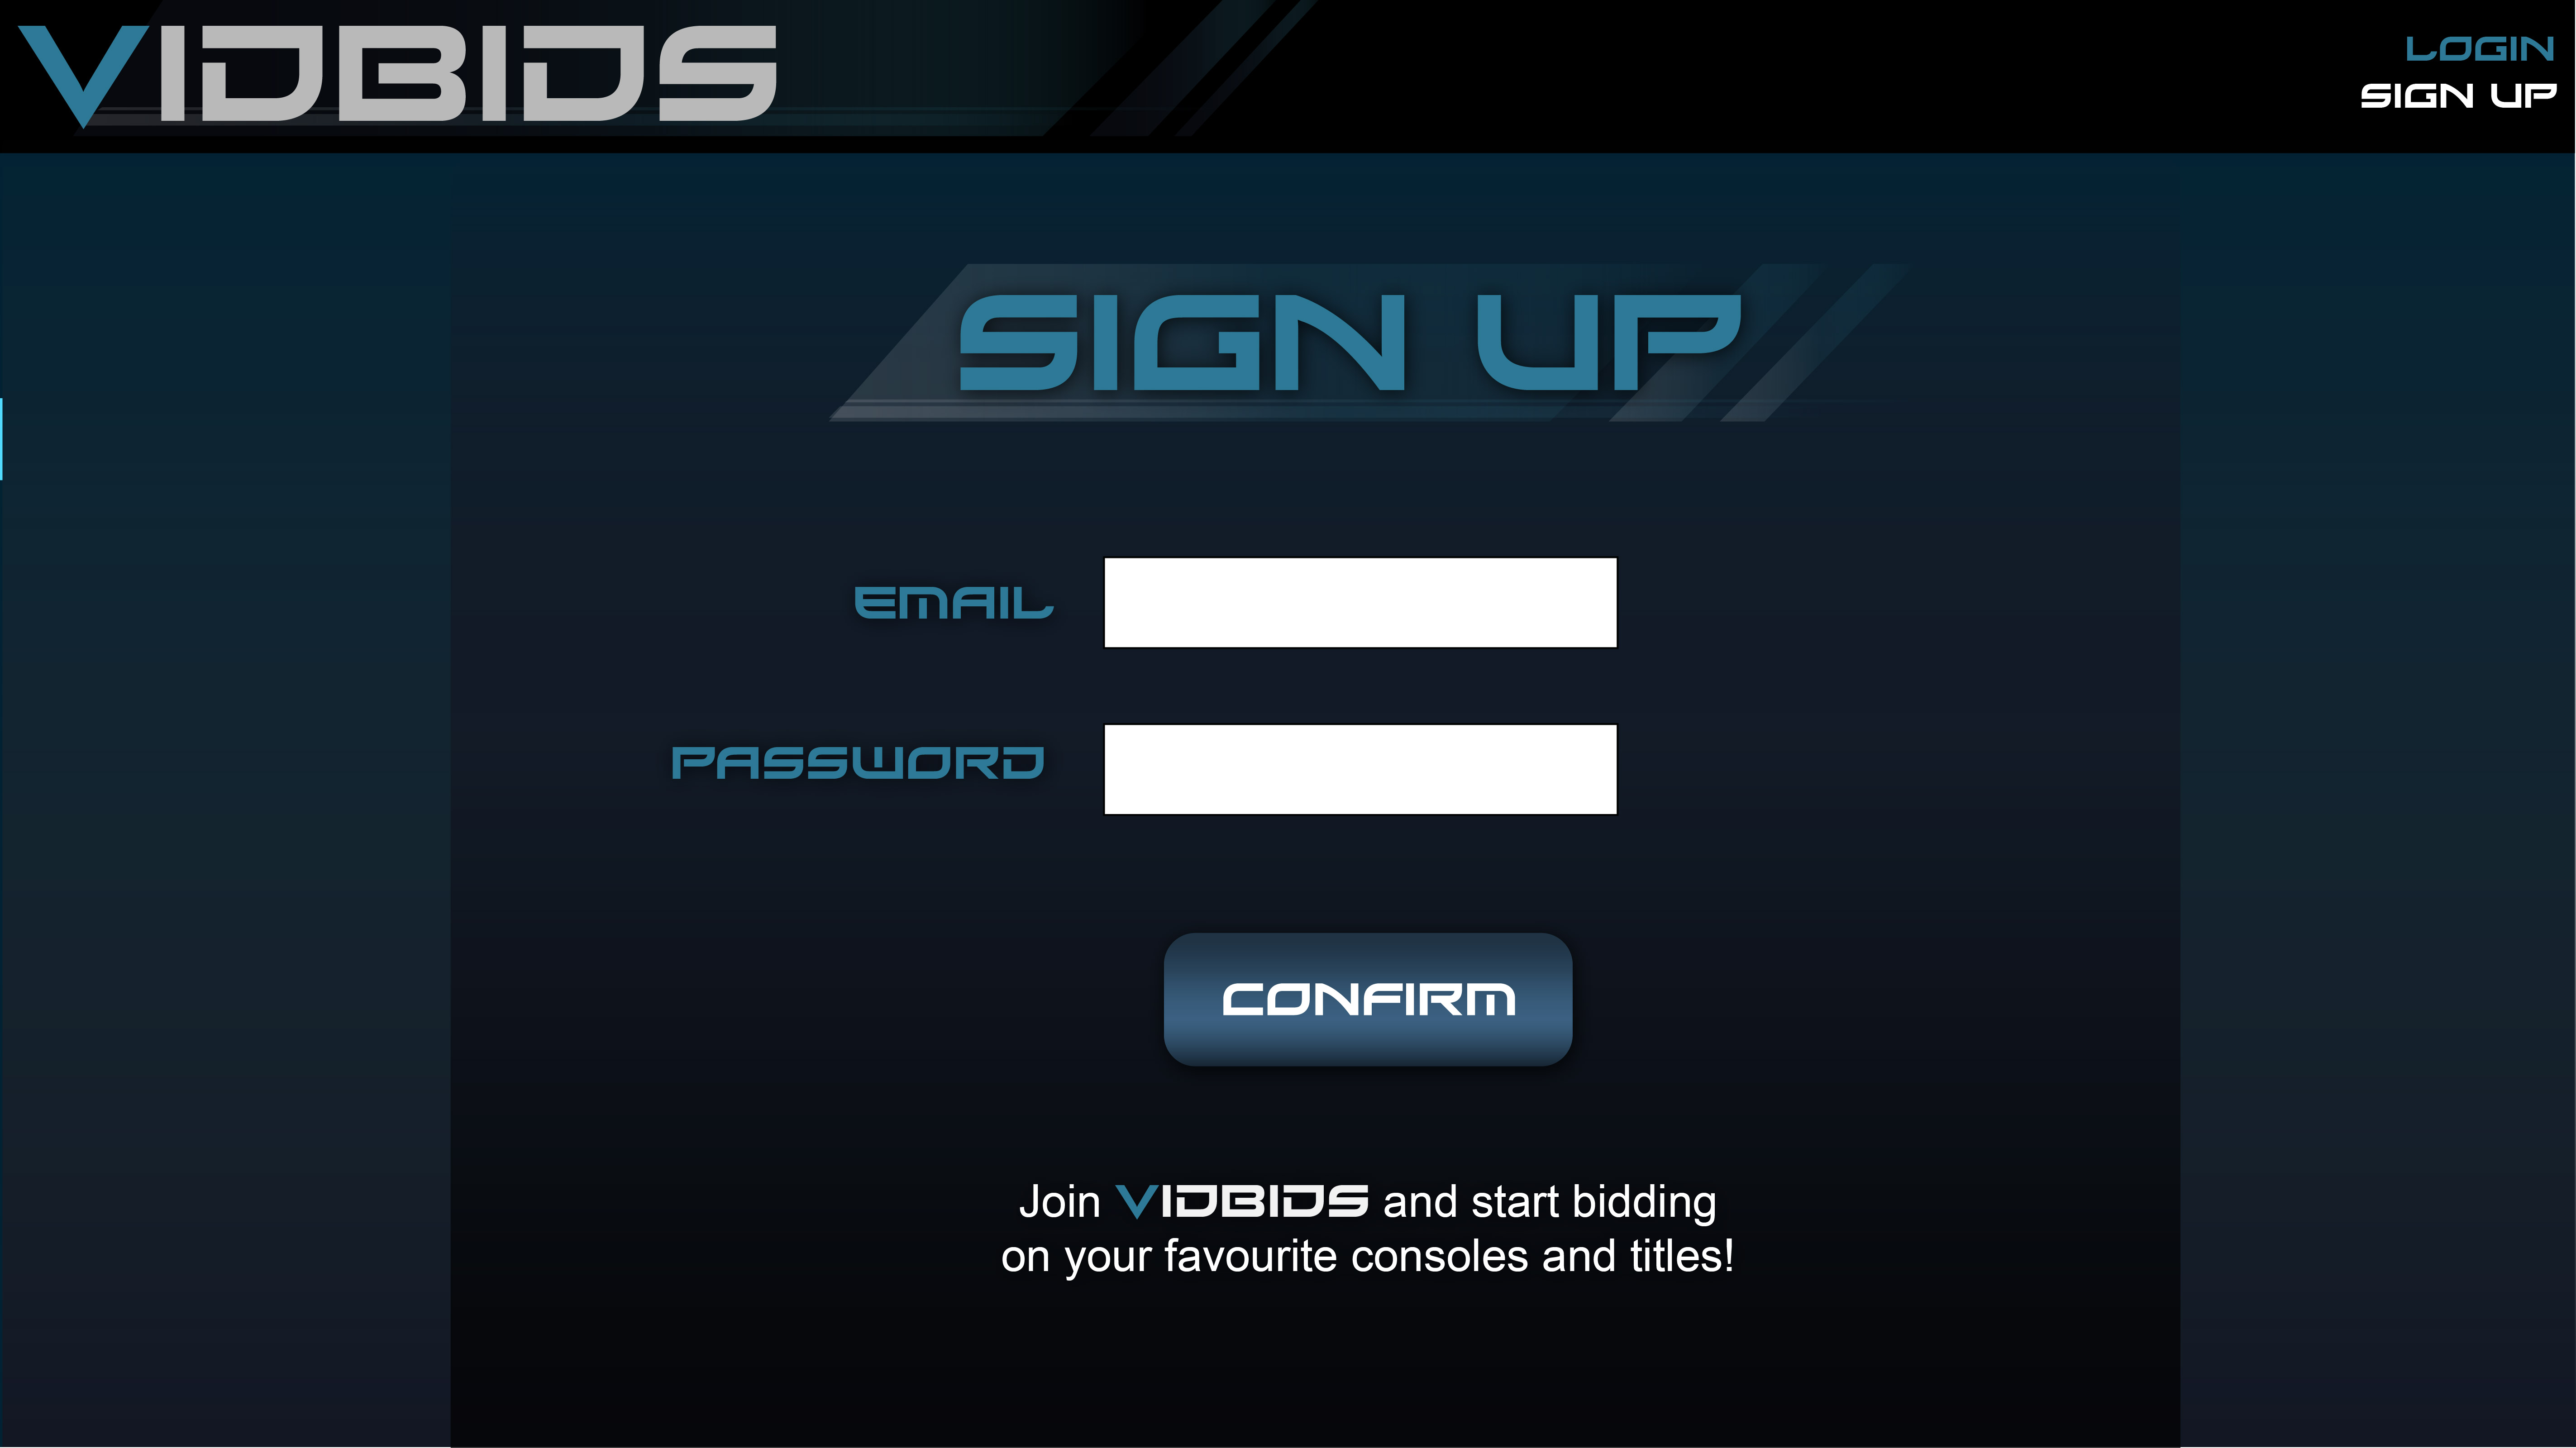 VIDBIDS
LOGIN
SIGN UP
SIGN UP
EMAIL
PASSWORD
CONFIRM
Join VIDBIDS and start bidding
on your favourite consoles and titles!